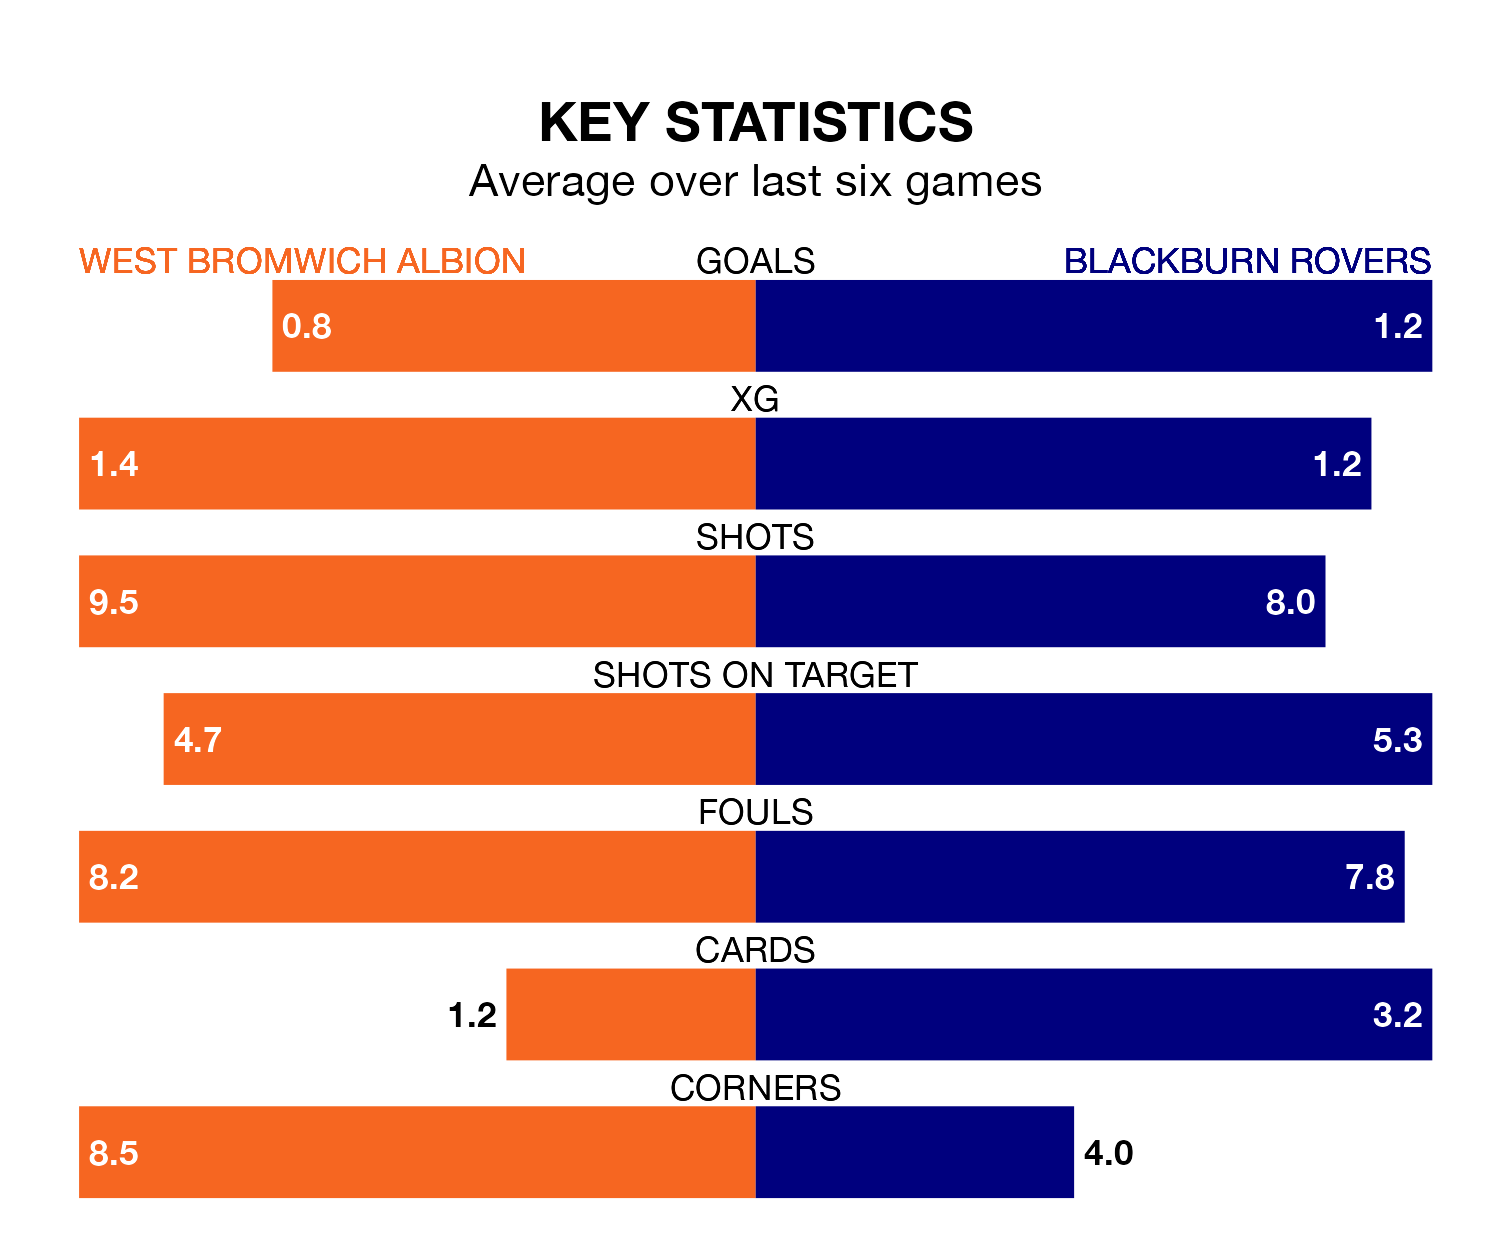 KEY STATISTICS
Average over last six games
WEST BROMWICH ALBION GOALS BLACKBURN ROVERS
0.8 1.2
XG
1.4 1.2
SHOTS
9.5 8.0
SHOTS ON TARGET
4.7 5.3
FOULS
8.2 7.8
CARDS
1.2 3.2
CORNERS
8.5 4.0